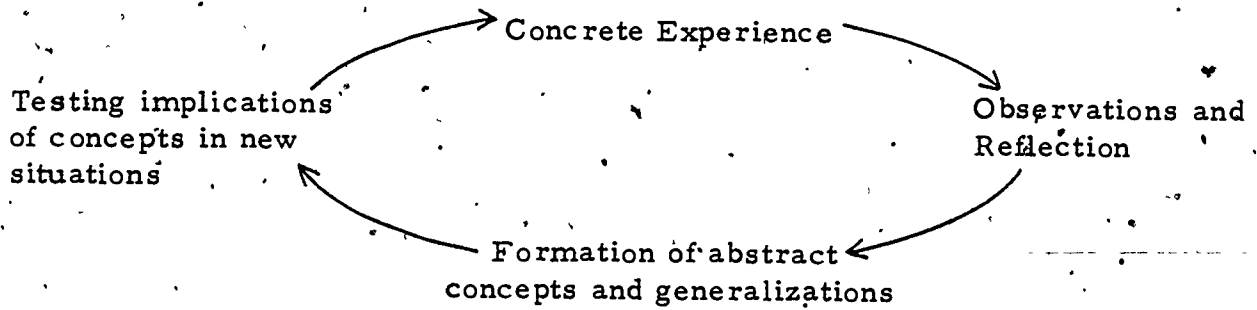 Concrete Experience
Testing implications
of concepts in new
situations
Observations and
Reflection
Formation of abstract
concepts and generalizations